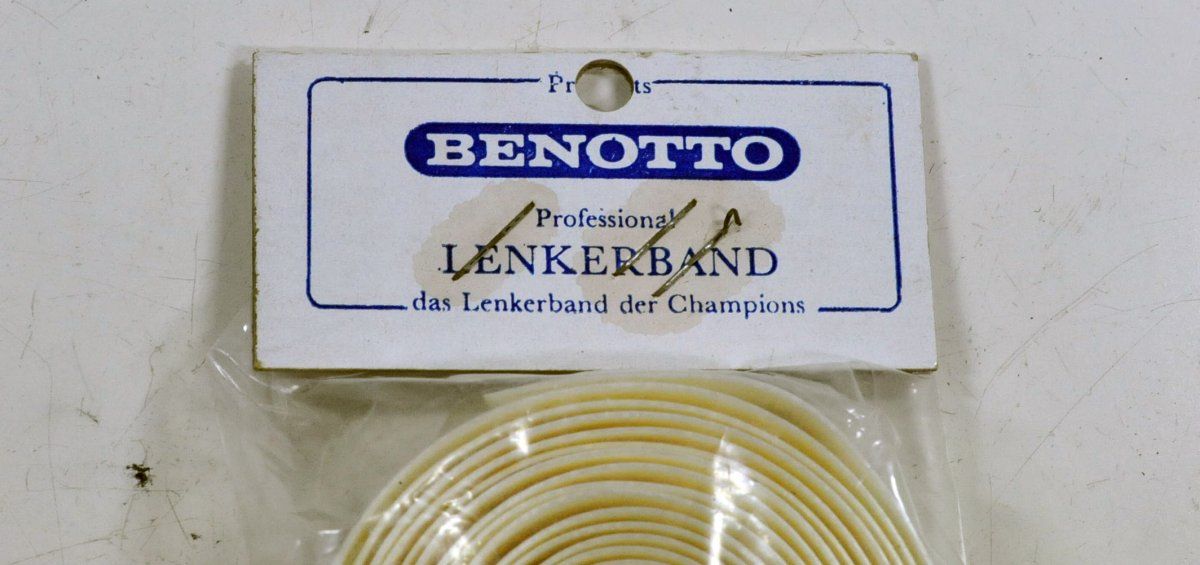 BENOTTO
Professional
LENKERBAND
das Lenkerband der Champions